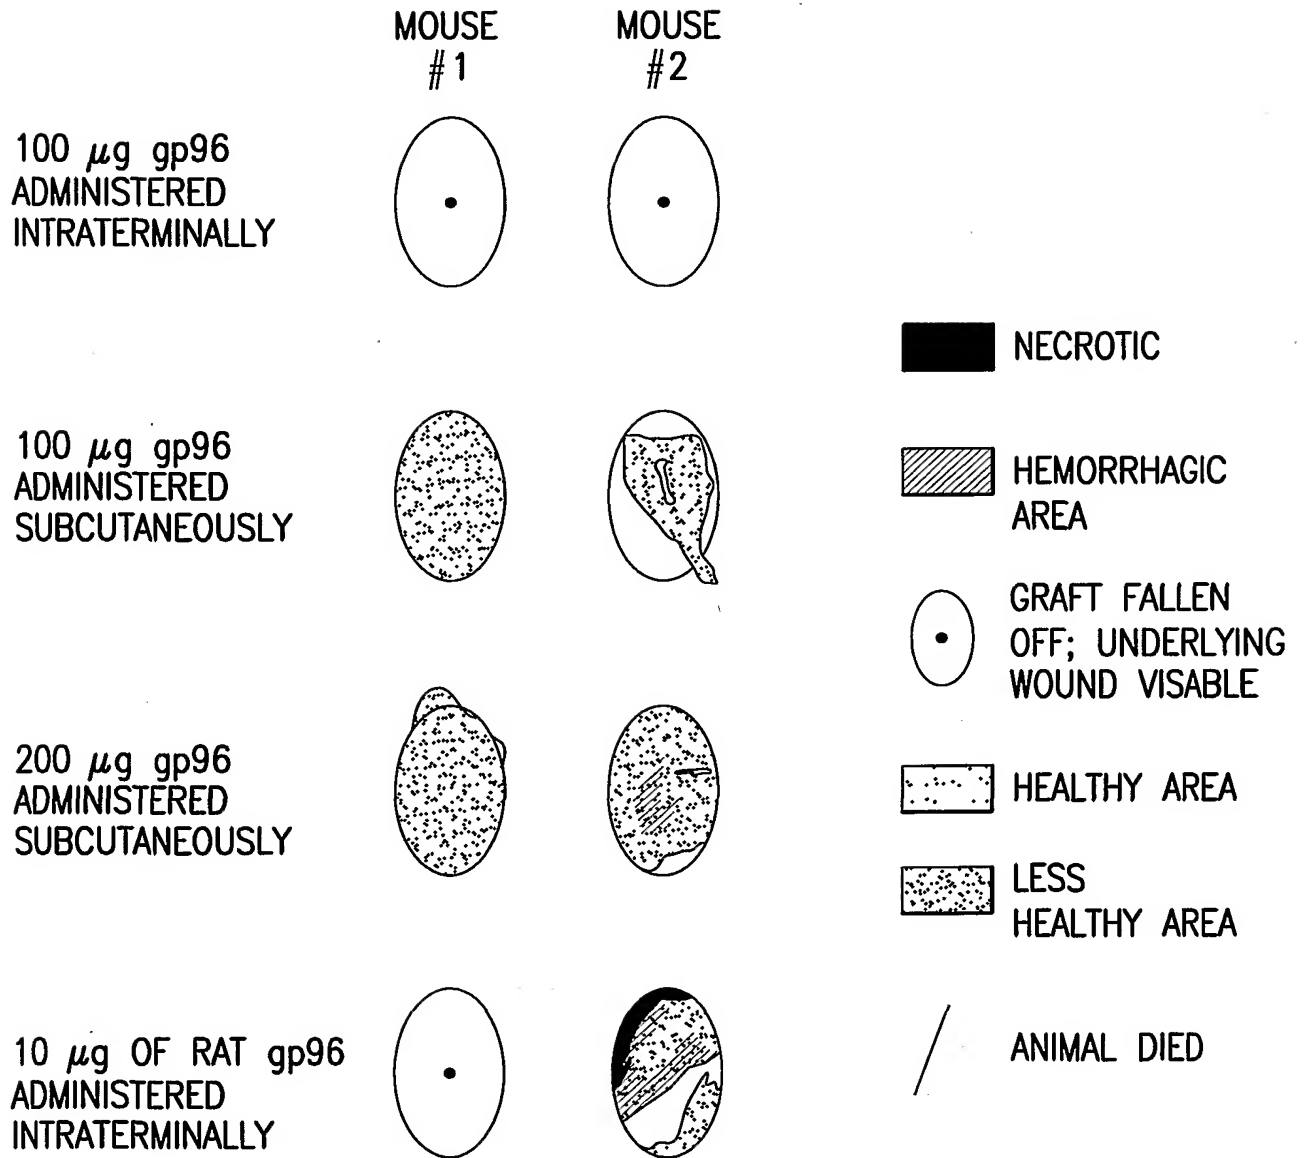 MOUSE #1
MOUSE #2
100 μg gp96
ADMINISTERED
INTRATERMINALLY
100 μg gp96
ADMINISTERED
SUBCUTANEOUSLY
200 μg gp96
ADMINISTERED
SUBCUTANEOUSLY
10 μg OF RAT gp96
ADMINISTERED
INTRATERMINALLY
NECROTIC
HEMORRHAGIC
AREA
GRAFT FALLEN
OFF; UNDERLYING
WOUND VISABLE
HEALTHY AREA
LESS
HEALTHY AREA
ANIMAL DIED